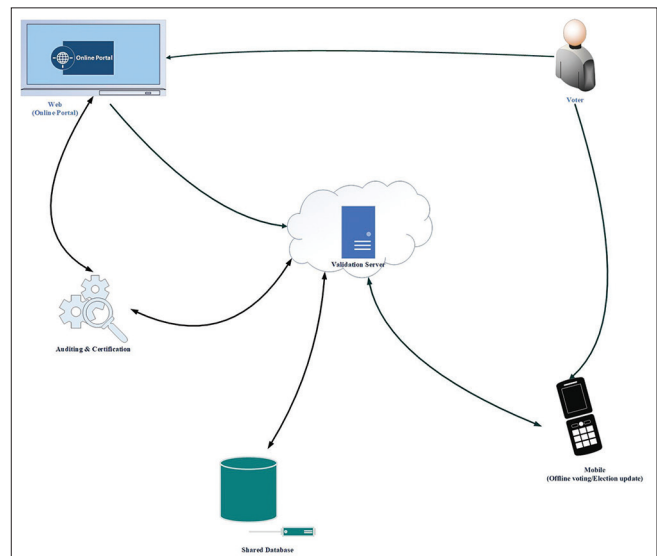 Online Portal
Web
(Online Portal)
Voter
Validation Server
Auditing & Certification
Mobile
(Offline voting/Election update)
Shared Database